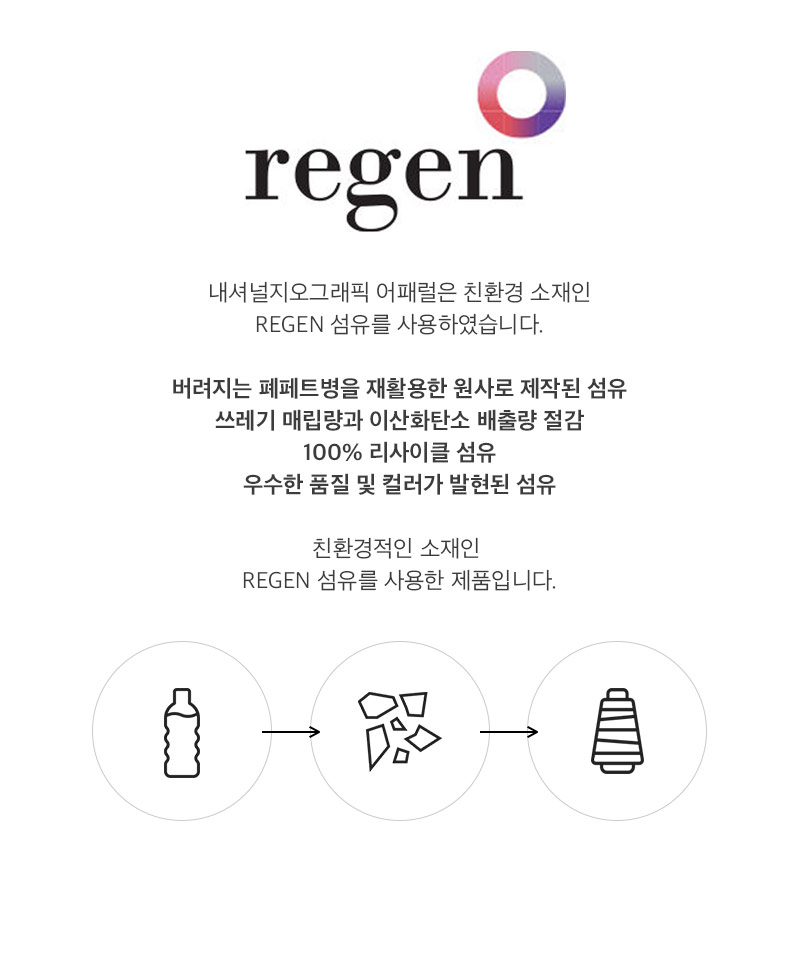 regen
내셔널지오그래픽 어패럴은 친환경 소재인
REGEN 섬유를 사용하였습니다.
버려지는 폐페트병을 재활용한 원사로 제작된 섬유
쓰레기 매립량과 이산화탄소 배출량 절감
100% 리사이클 섬유
우수한 품질 및 컬러가 발현된 섬유
친환경적인 소재인
REGEN 섬유를 사용한 제품입니다.